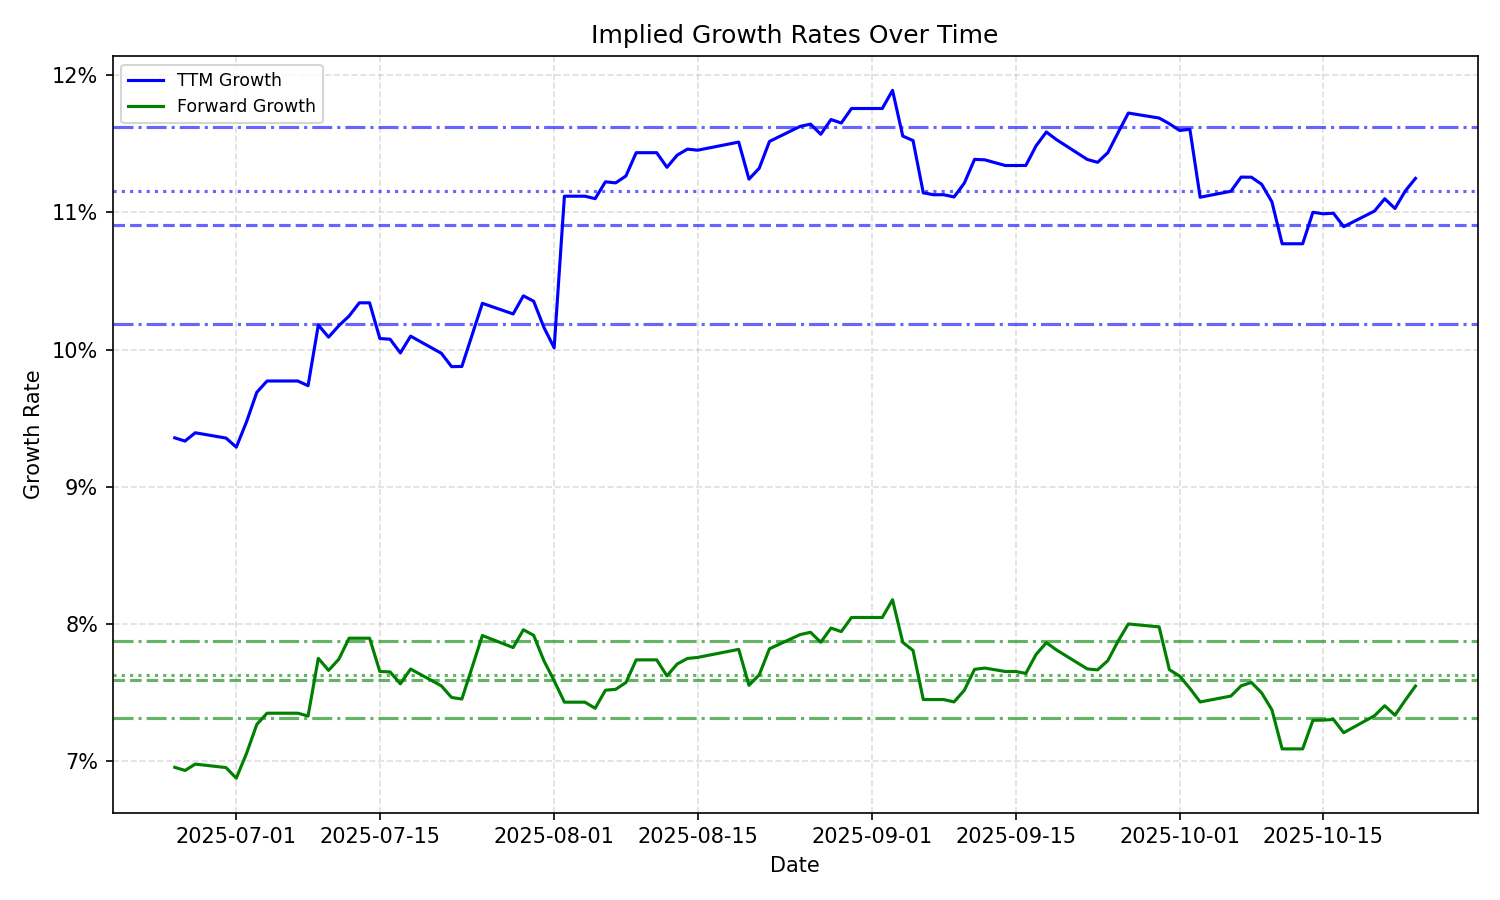 Implied Growth Rates Over Time
TTM Growth
Forward Growth
12%
11%
10%
9%
8%
7%
Growth Rate
2025-07-01 2025-07-15 2025-08-01 2025-08-15 2025-09-01 2025-09-15 2025-10-01 2025-10-15
Date